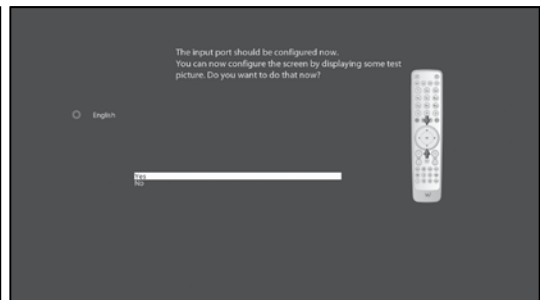 The input port should be configured now.
You can now configure the screen by displaying some test
picture. Do you want to do that now?
English
Yes
No